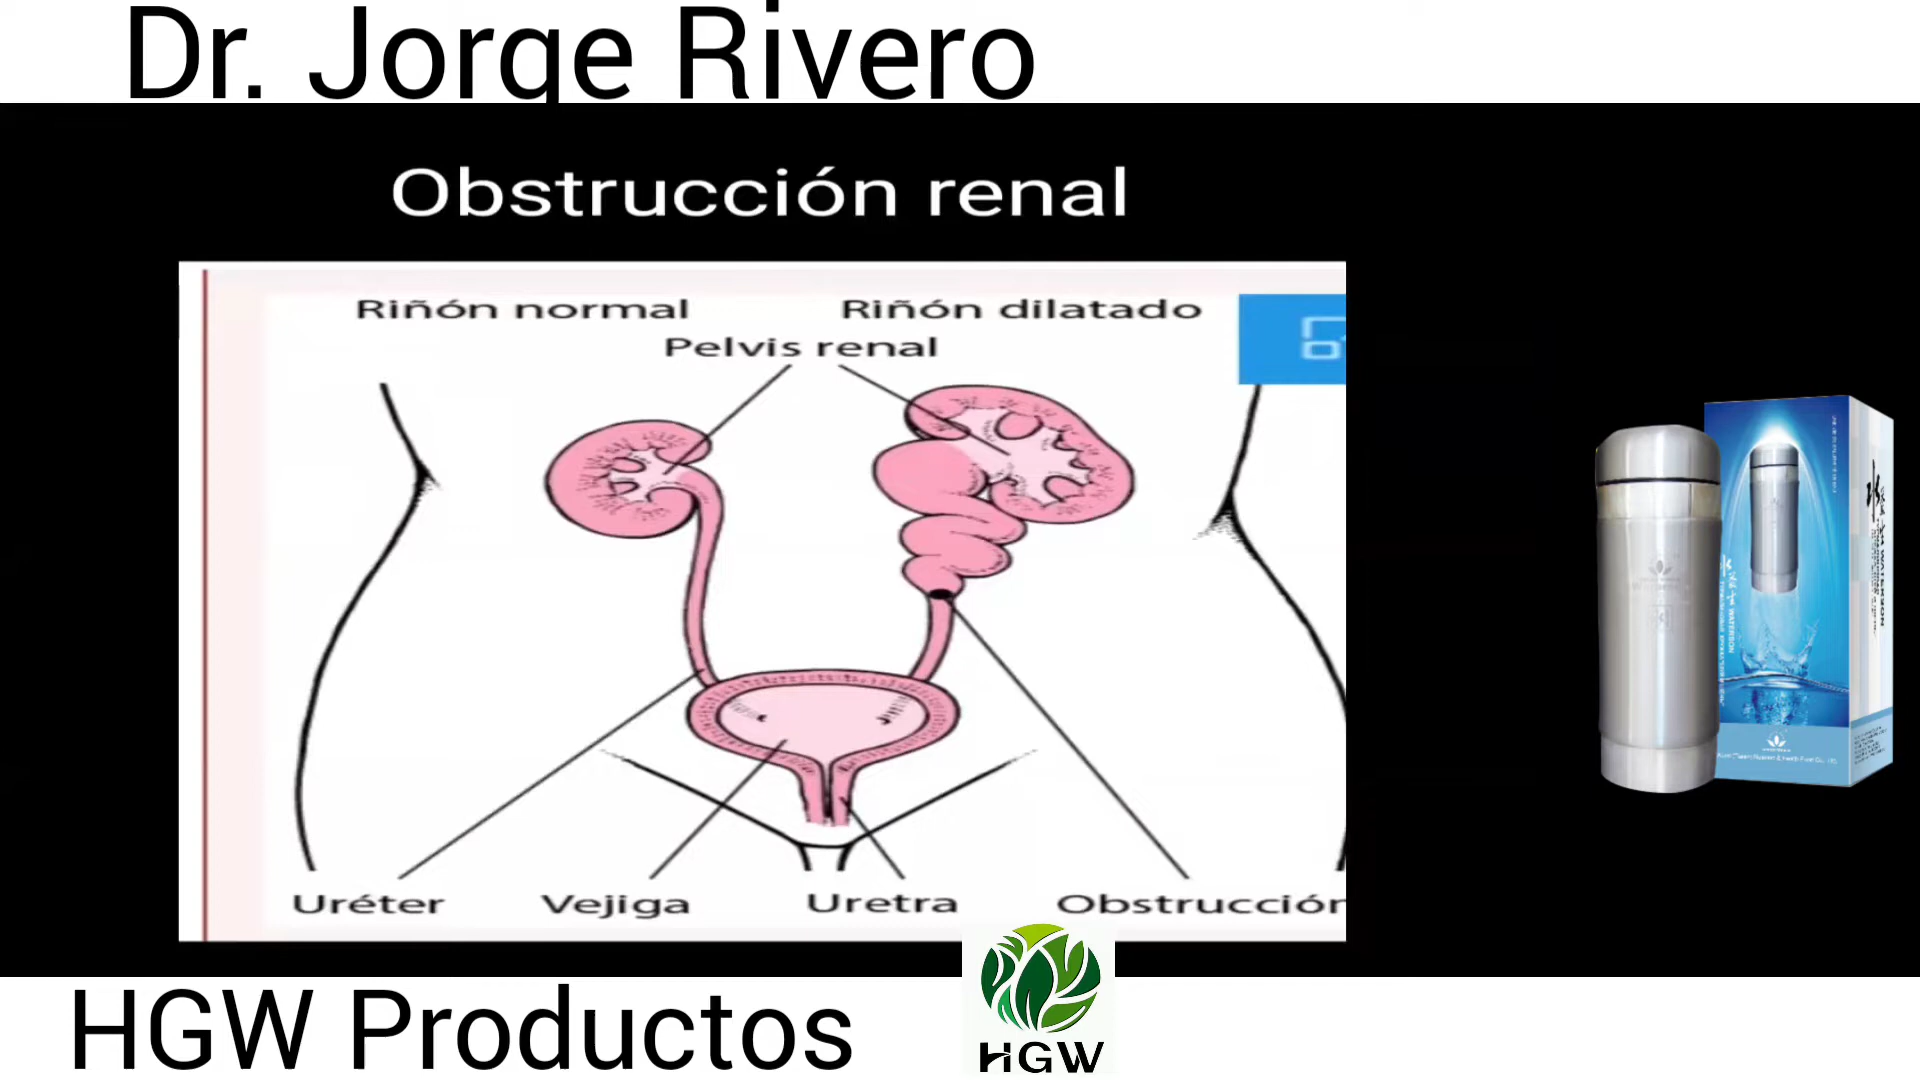 Dr. Jorge Rivero
Obstrucción renal
Riñón normal
Riñón dilatado
Pelvis renal
Uréter
Vejiga
Uretra
Obstrucción
HGW Productos
HGW